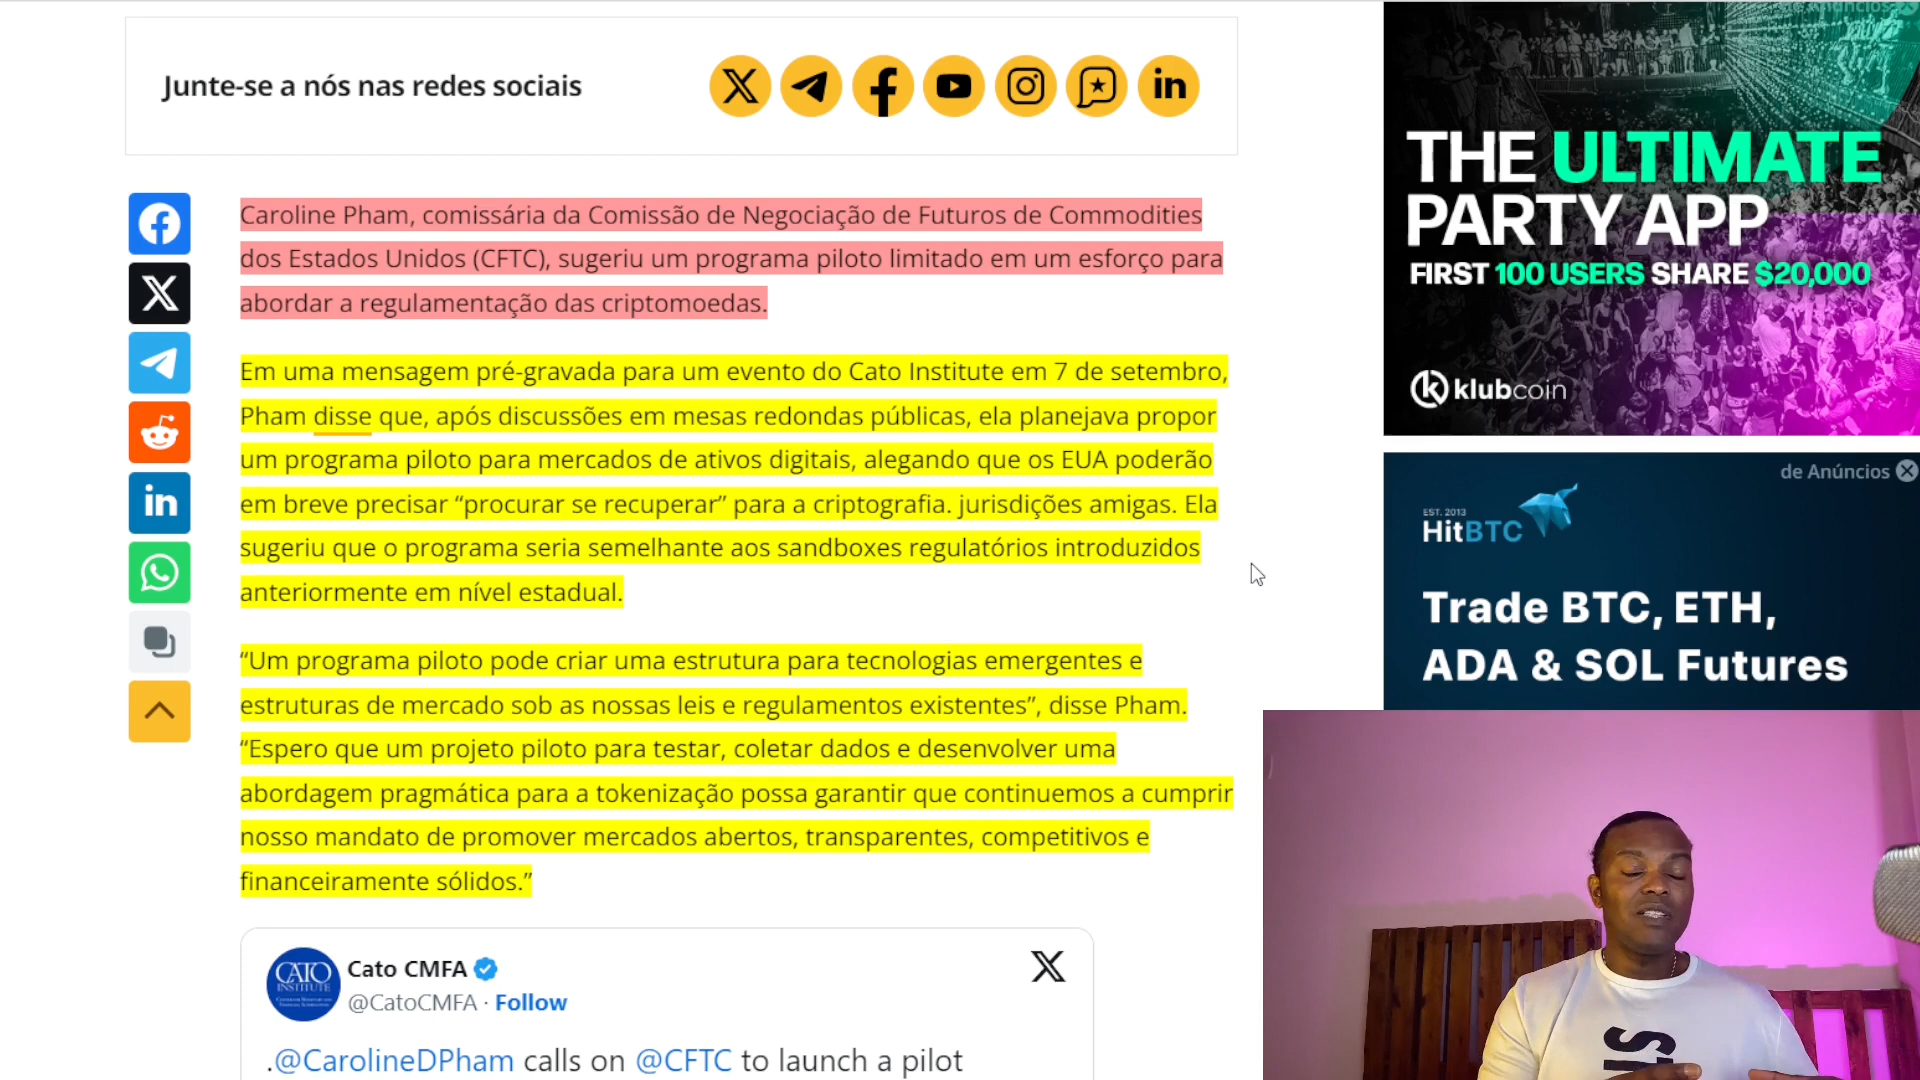 Junte-se a nós nas redes sociais
Caroline Pham, comissária da Comissão de Negociação de Futuros de Commodities
dos Estados Unidos (CFTC), sugeriu um programa piloto limitado em um esforço para
abordar a regulamentação das criptomoedas.
Em uma mensagem pré-gravada para um evento do Cato Institute em 7 de setembro,
Pham disse que, após discussões em mesas redondas públicas, ela planejava propor
um programa piloto para mercados de ativos digitais, alegando que os EUA poderão
em breve precisar “procurar se recuperar” para a criptografia. jurisdições amigas. Ela
sugeriu que o programa seria semelhante aos sandboxes regulatórios introduzidos
anteriormente em nível estadual.
“Um programa piloto pode criar uma estrutura para tecnologias emergentes e
estruturas de mercado sob as nossas leis e regulamentos existentes”, disse Pham.
“Espero que um projeto piloto para testar, coletar dados e desenvolver uma
abordagem pragmática para a tokenização possa garantir que continuemos a cumprir
nosso mandato de promover mercados abertos, transparentes, competitivos e
financeiramente sólidos.”
CATO
INSTITUTE
Cato CMFA
@CatoCMFA · Follow
.@CarolineDPham calls on @CFTC to launch a pilot
de Anúncios
THE ULTIMATE
PARTY APP
FIRST 100 USERS SHARE $20,000
klubcoin
de Anúncios
EST. 2013
HitBTC
Trade BTC, ETH,
ADA & SOL Futures